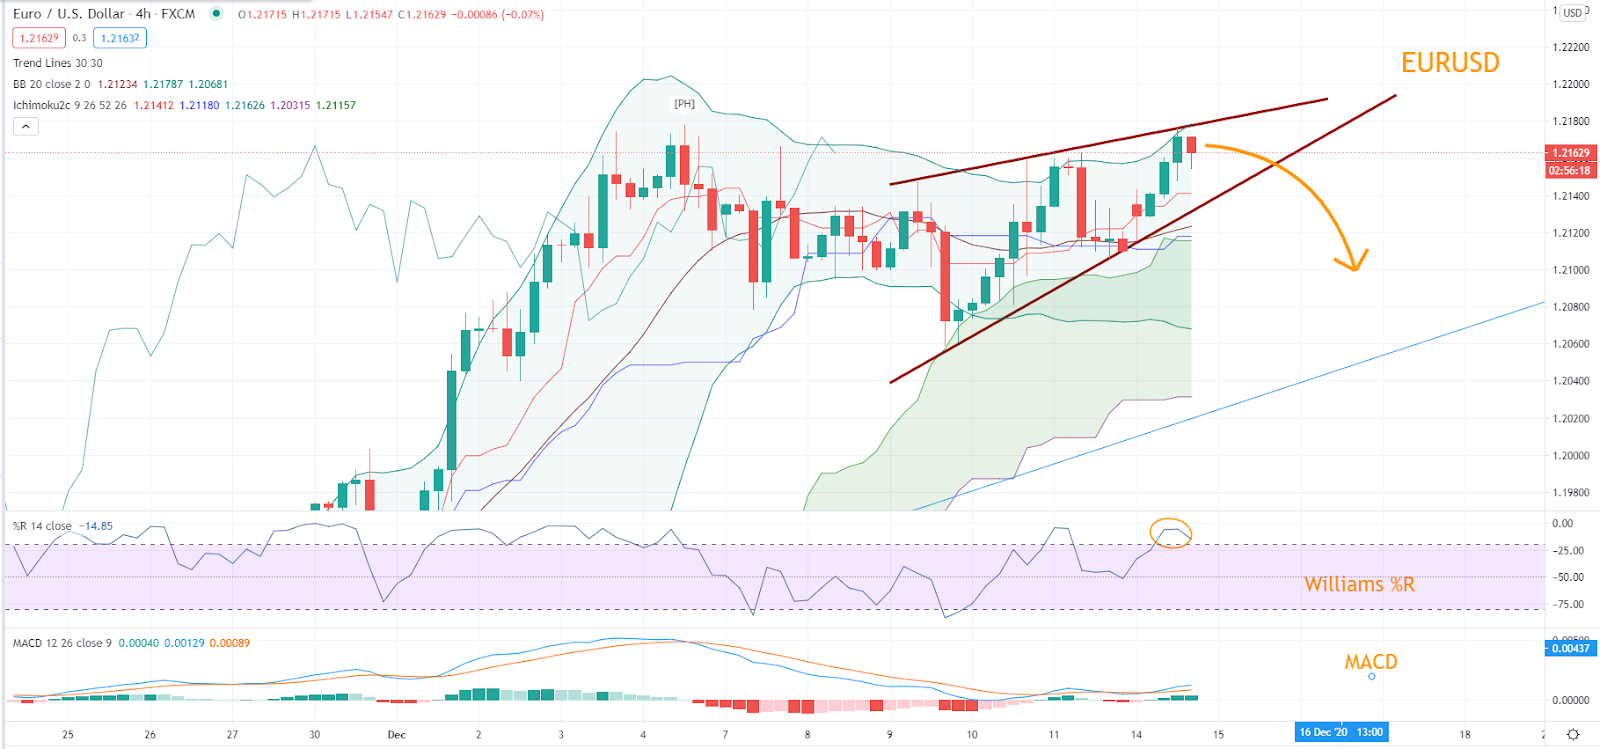 Euro / U.S. Dollar · 4h · FXCM O1.21715 H1.21715 L1.21547 C1.21629 −0.00086 (−0.07%)
1.21629 0.3 1.21632
Trend Lines 30 30
BB 20 close 2 0 1.21234 1.21787 1.20681
Ichimoku2c 9 26 52 26 1.21412 1.21180 1.21626 1.20315 1.21157
[PH]
EURUSD
USD
1.22200
1.22000
1.21800
1.21629
02:56:18
1.21400
1.21200
1.21000
1.20800
1.20600
1.20400
1.20200
1.20000
1.19800
%R 14 close −14.85
Williams %R
0.00
−25.00
−50.00
−75.00
MACD 12 26 close 9 0.00040 0.00129 0.00089
MACD
0.00437
0.00000
25 26 27 30 Dec 2 3 4 7 8 9 10 11 14 15 16 Dec '20 13:00 18